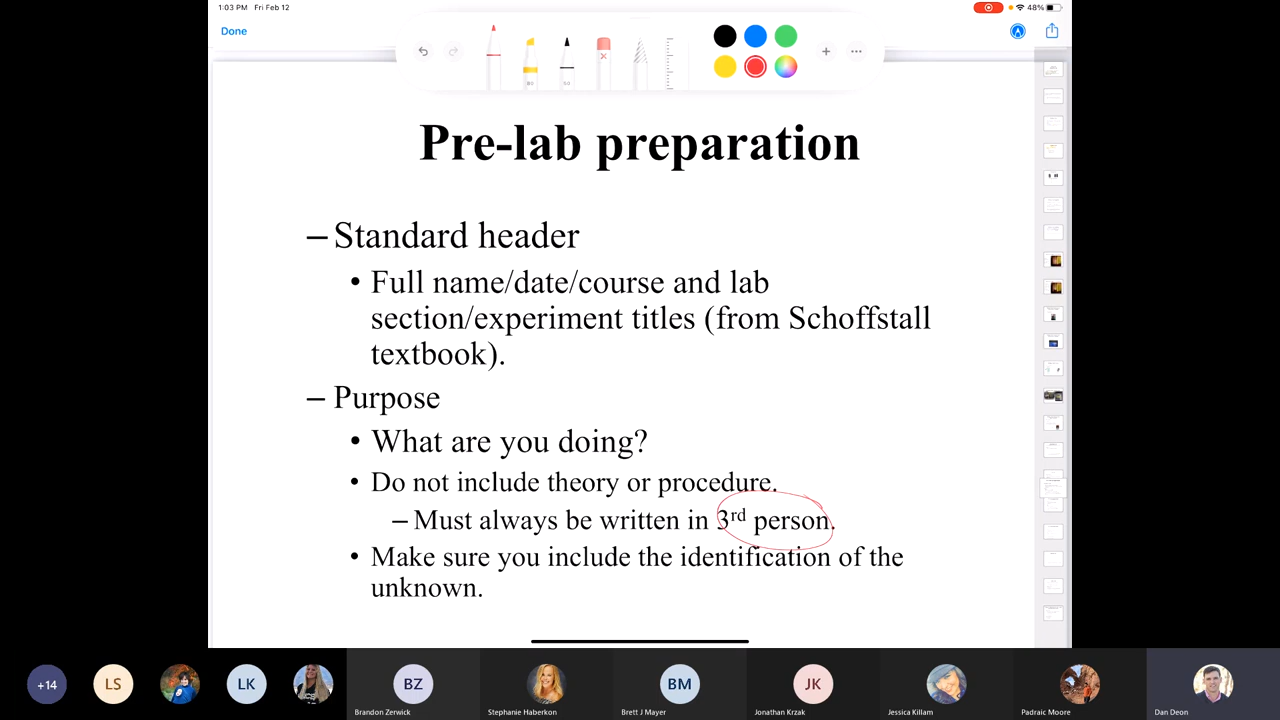 1:03 PM Fri Feb 12
48%
Done
Pre-lab preparation
– Standard header
• Full name/date/course and lab
section/experiment titles (from Schoffstall
textbook).
– Purpose
• What are you doing?
• Do not include theory or procedure.
– Must always be written in 3rd person.
• Make sure you include the identification of the
unknown.
+14
LS
LK
BZ
BM
JK
Brandon Zerwick
Stephanie Haberkon
Brett J Mayer
Jonathan Krzak
Jessica Killam
Padraic Moore
Dan Deon